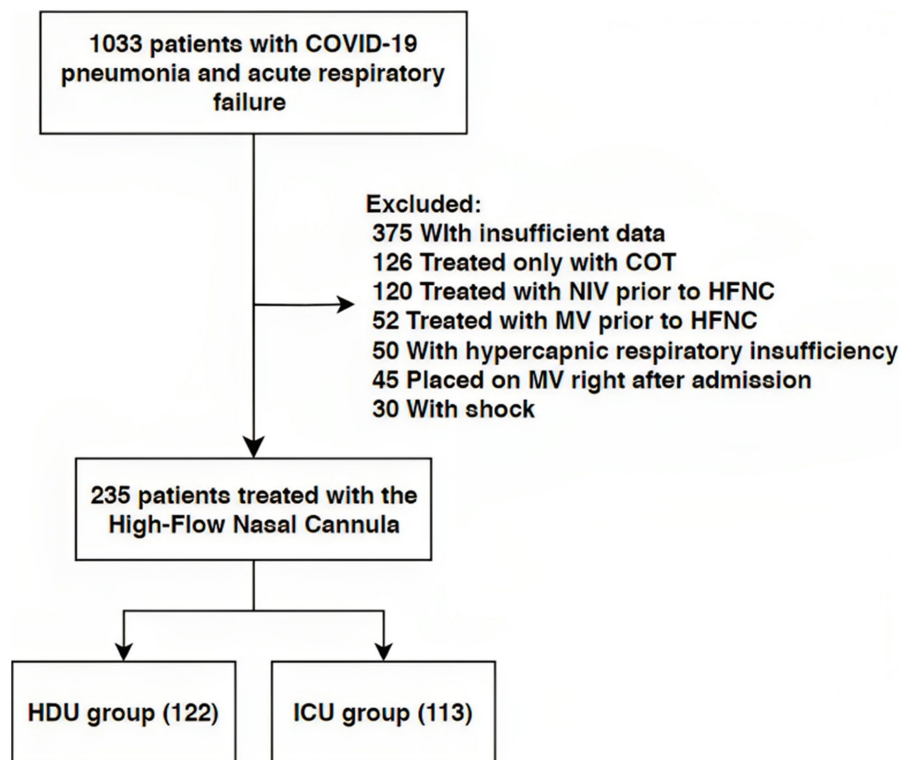 1033 patients with COVID-19
pneumonia and acute respiratory
failure
Excluded:
375 WIth insufficient data
126 Treated only with COT
120 Treated with NIV prior to HFNC
52 Treated with MV prior to HFNC
50 With hypercapnic respiratory insufficiency
45 Placed on MV right after admission
30 With shock
235 patients treated with the
High-Flow Nasal Cannula
HDU group (122)
ICU group (113)